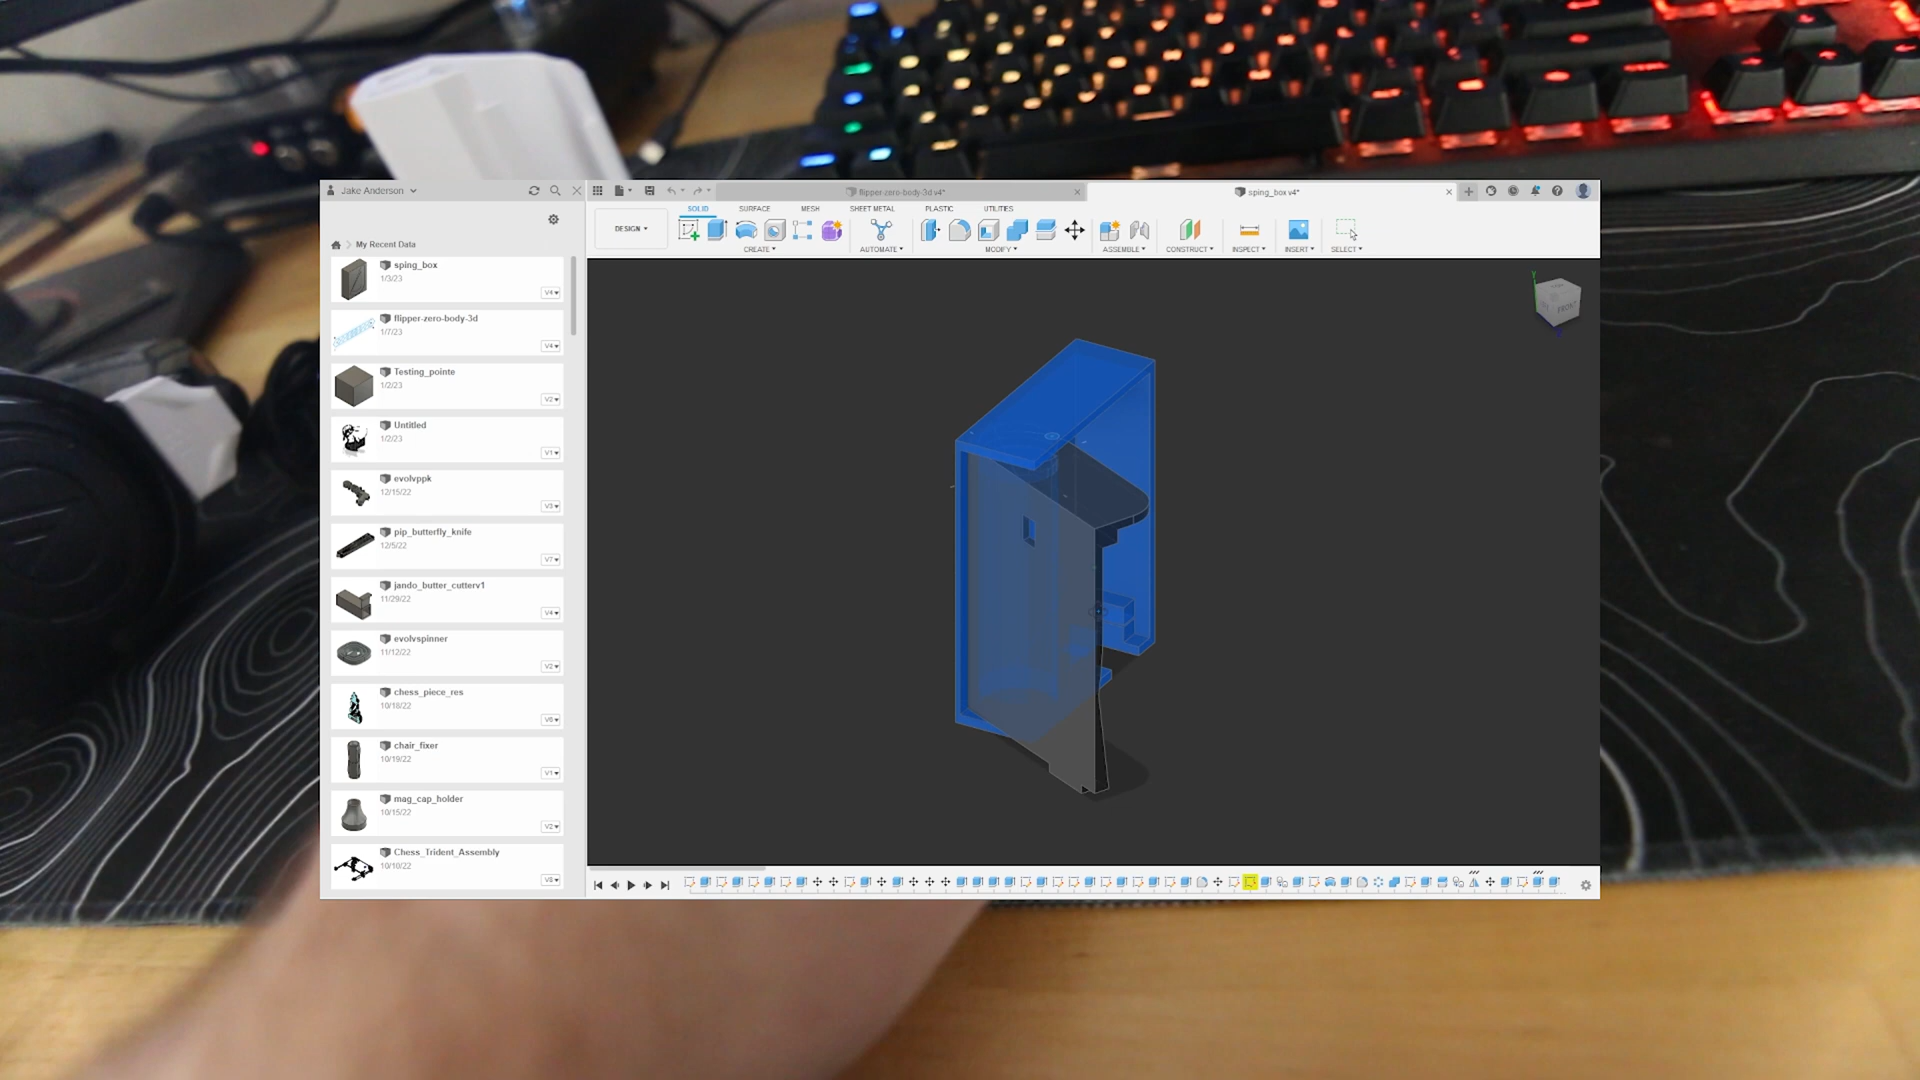 Jake Anderson
My Recent Data
sping_box
1/3/23
V4
flipper-zero-body-3d
1/7/23
V4
Testing_pointe
1/2/23
V2
Untitled
1/2/23
V1
evolvppk
12/15/22
V3
pip_butterfly_knife
12/5/22
V7
jando_butter_cutterv1
11/29/22
V4
evolvspinner
11/12/22
V2
chess_piece_res
10/18/22
V6
chair_fixer
10/19/22
V1
mag_cap_holder
10/15/22
V2
Chess_Trident_Assembly
10/10/22
V8
flipper-zero-body-3d v4*
sping_box v4*
SOLID SURFACE MESH SHEET METAL PLASTIC UTILITIES
DESIGN
CREATE AUTOMATE MODIFY ASSEMBLE CONSTRUCT INSPECT INSERT SELECT
FRONT